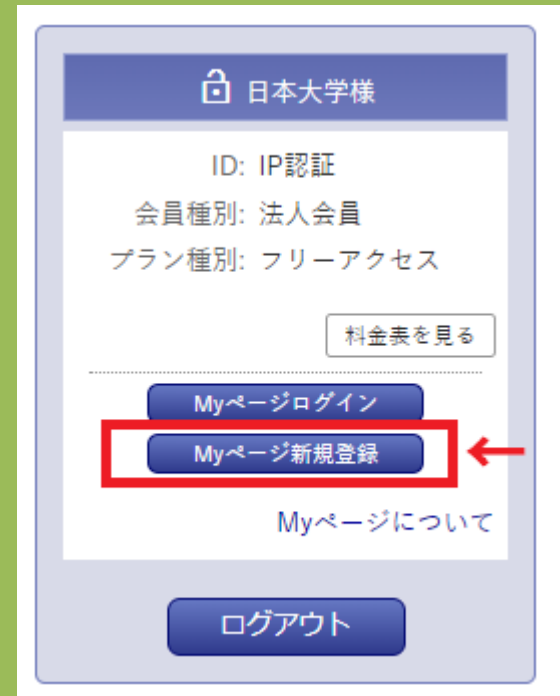 日本大学様
ID: IP認証
会員種別: 法人会員
プラン種別: フリーアクセス
料金表を見る
Myページログイン
Myページ新規登録
Myページについて
ログアウト